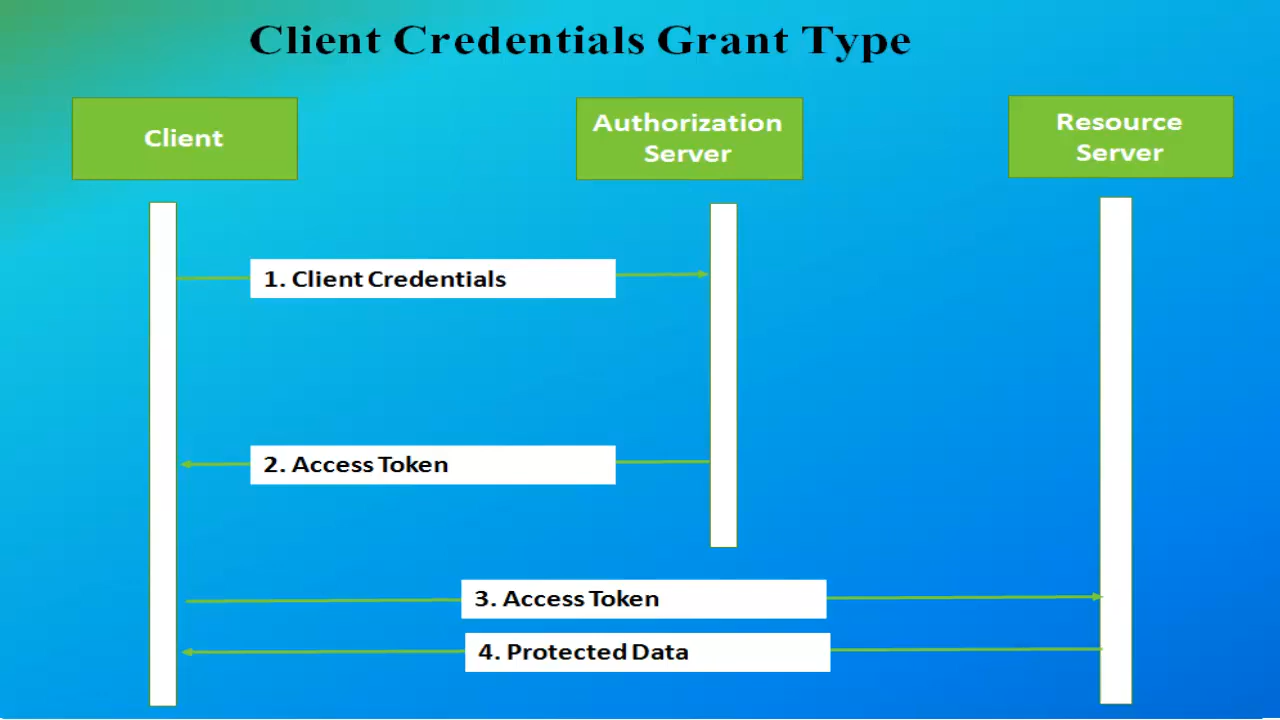 Client Credentials Grant Type
Client
Authorization
Server
Resource
Server
1. Client Credentials
2. Access Token
3. Access Token
4. Protected Data